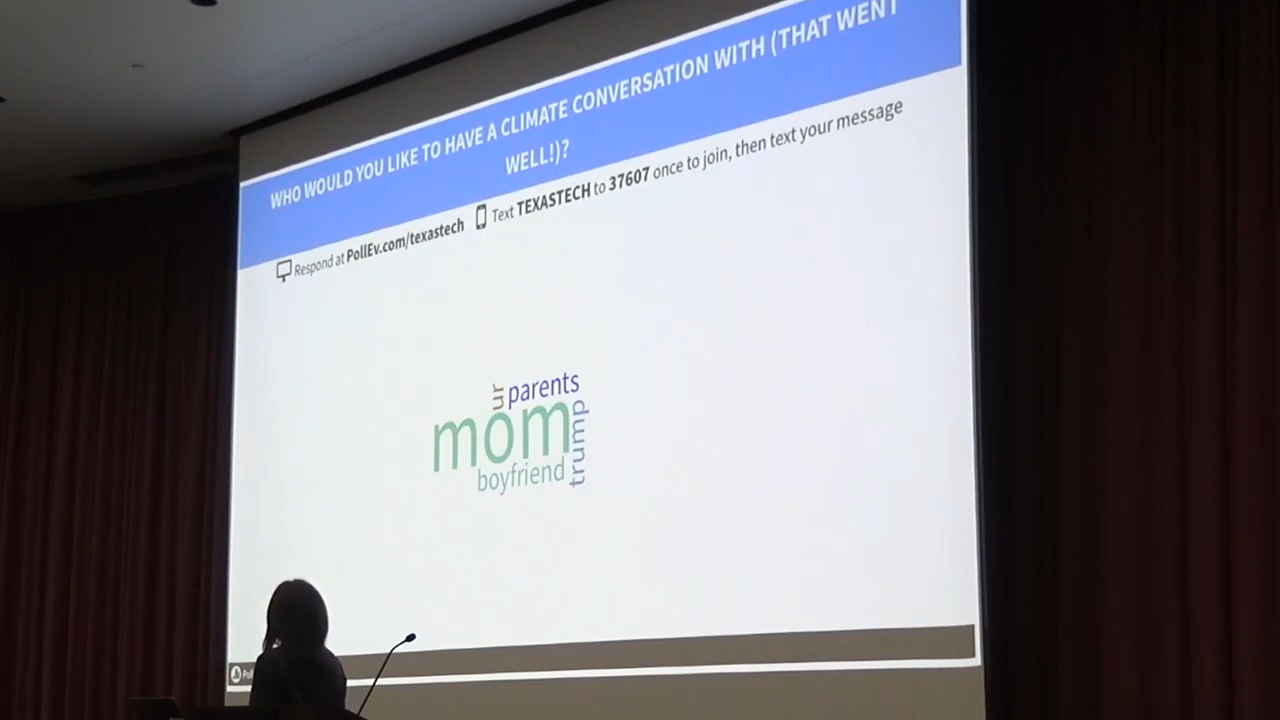 WHO WOULD YOU LIKE TO HAVE A CLIMATE CONVERSATION WITH (THAT WENT
WELL!)?
Respond at PollEv.com/texastech Text TEXASTECH to 37607 once to join, then text your message
ur
parents
mom
trump
boyfriend